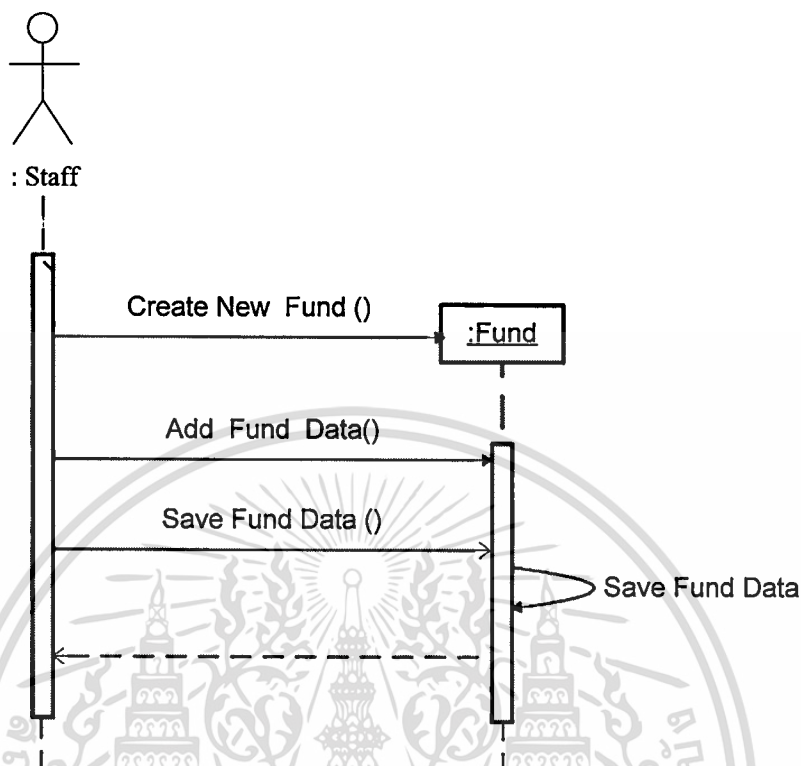 : Staff
Create New Fund ()
:Fund
Add Fund Data()
Save Fund Data ()
Save Fund Data